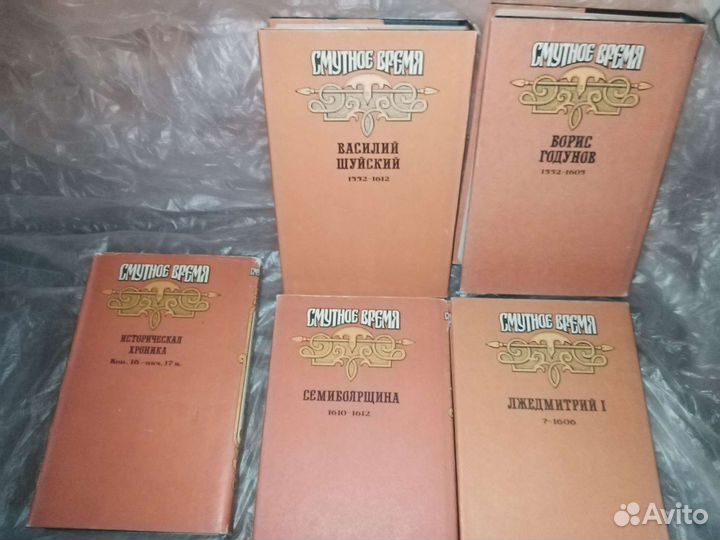 СМУТНОЕ ВРЕМЯ
ВАСИЛИЙ
ШУЙСКИЙ
1552-1612
СМУТНОЕ ВРЕМЯ
БОРИС
ГОДУНОВ
1552-1605
СМУТНОЕ ВРЕМЯ
ИСТОРИЧЕСКАЯ
ХРОНИКА
Кон. 16-нач. 17 в.
СМУТНОЕ ВРЕМЯ
СЕМИБОЯРЩИНА
1610-1612
СМУТНОЕ ВРЕМЯ
ЛЖЕДМИТРИЙ I
?-1606
Avito